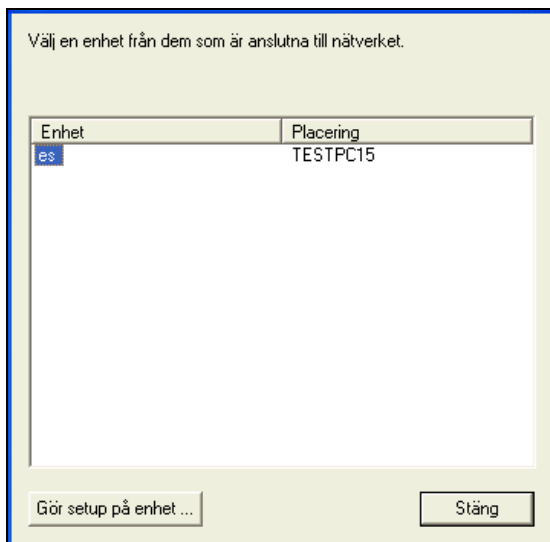 Välj en enhet från dem som är anslutna till nätverket.
Enhet Placering
es TESTPC15
Gör setup på enhet ... Stäng